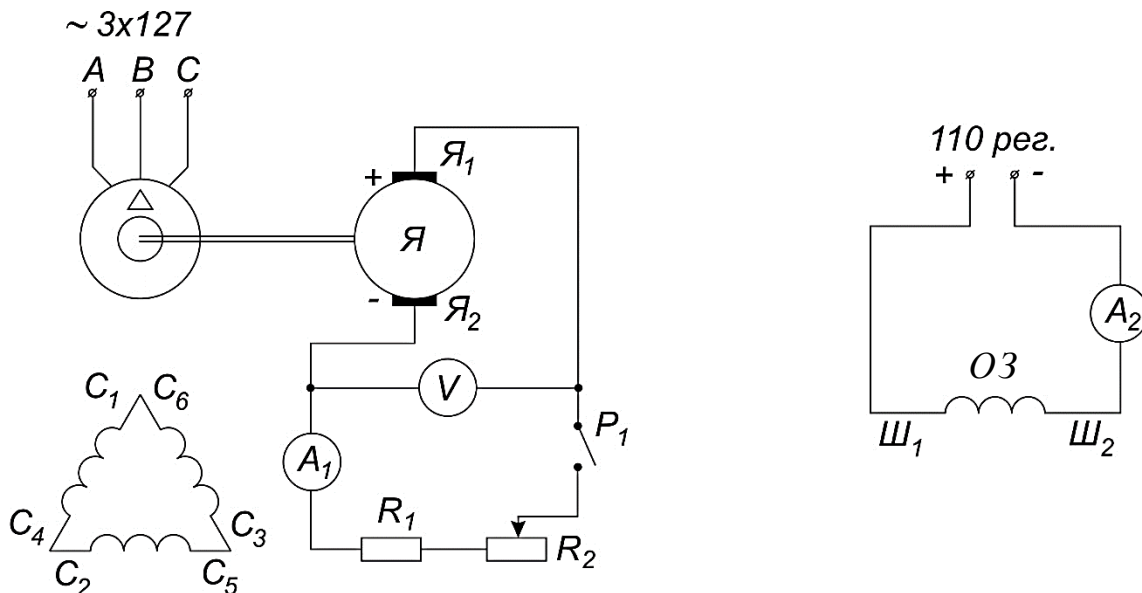 ~ 3x127
A B C
+ Я₁
Я
- Я₂
V
A₁
P₁
R₁
R₂
C₁ C₆
C₄ C₃
C₂ C₅
110 рег.
+ -
A₂
ОЗ
Ш₁ Ш₂